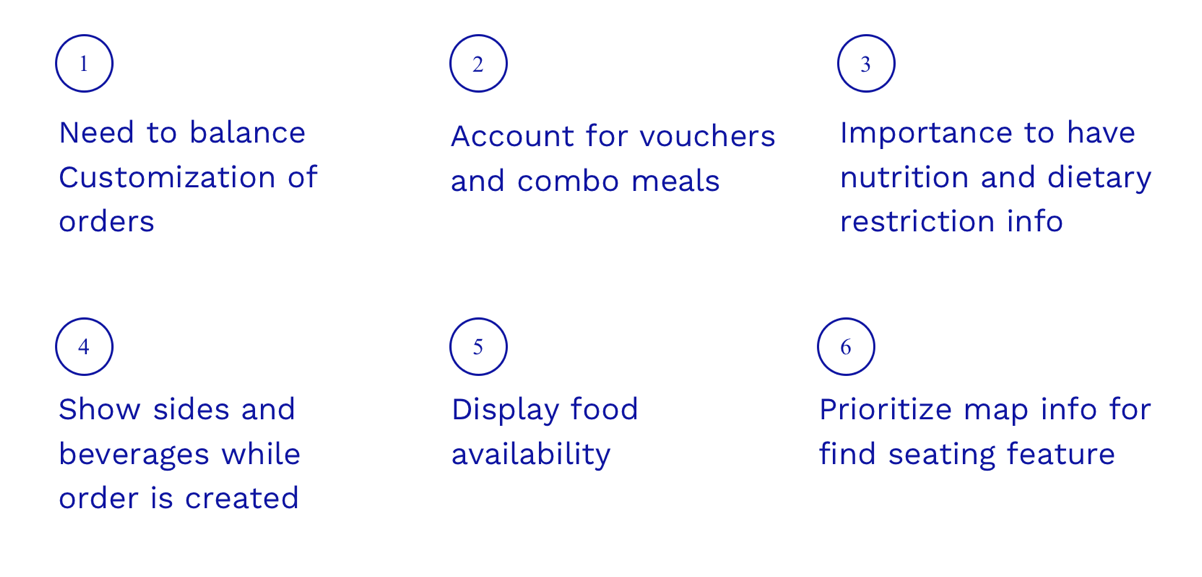 1
Need to balance
Customization of
orders
2
Account for vouchers
and combo meals
3
Importance to have
nutrition and dietary
restriction info
4
Show sides and
beverages while
order is created
5
Display food
availability
6
Prioritize map info for
find seating feature